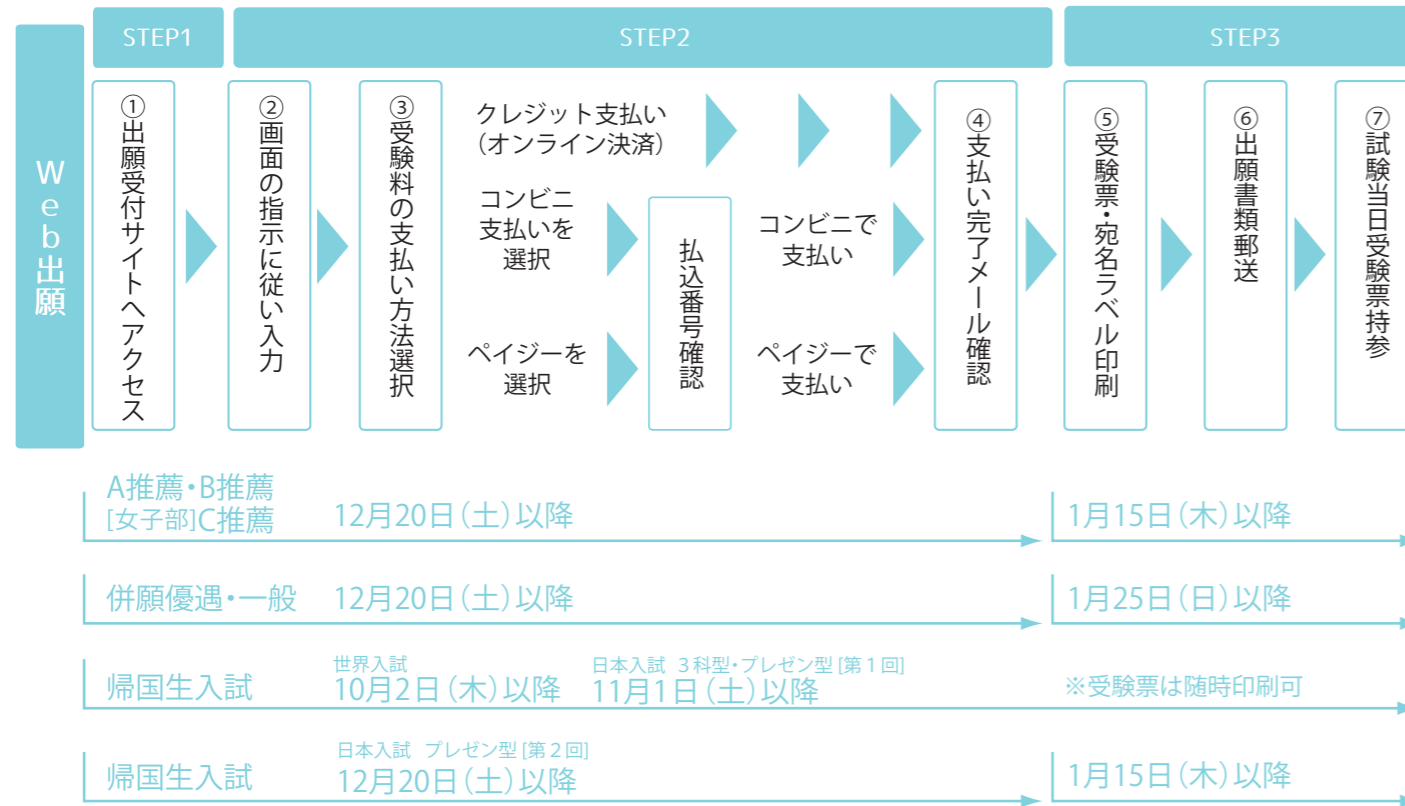 Web出願
STEP1
STEP2
STEP3
①出願受付サイトへアクセス
②画面の指示に従い入力
③受験料の支払い方法選択
クレジット支払い
（オンライン決済）
コンビニ
支払いを
選択
ペイジーを
選択
払込番号確認
コンビニで
支払い
ペイジーで
支払い
④支払い完了メール確認
⑤受験票・宛名ラベル印刷
⑥出願書類郵送
⑦試験当日受験票持参
A推薦・B推薦
[女子部]C推薦
12月20日（土）以降
1月15日（木）以降
併願優遇・一般
12月20日（土）以降
1月25日（日）以降
帰国生入試
世界入試
10月2日（木）以降
日本入試 3科型・プレゼン型 [第1回]
11月1日（土）以降
※受験票は随時印刷可
帰国生入試
日本入試 プレゼン型 [第2回]
12月20日（土）以降
1月15日（木）以降